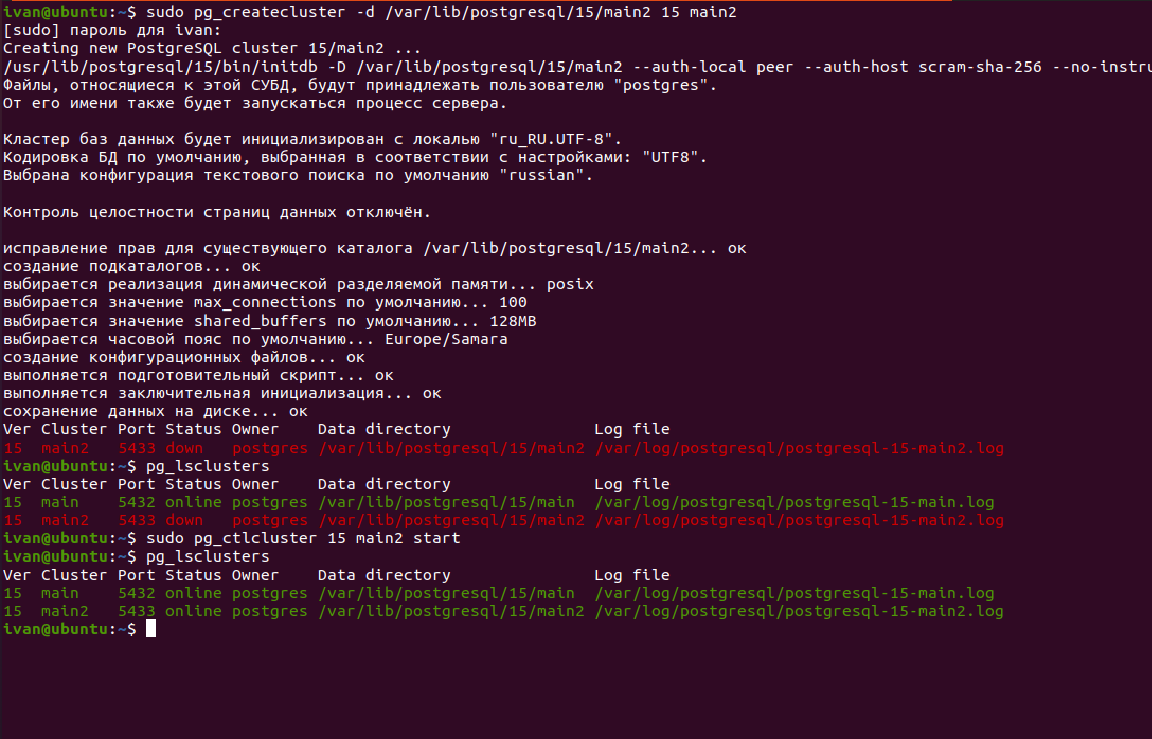 ivan@ubuntu:~$ sudo pg_createcluster -d /var/lib/postgresql/15/main2 15 main2
[sudo] пароль для ivan:
Creating new PostgreSQL cluster 15/main2 ...
/usr/lib/postgresql/15/bin/initdb -D /var/lib/postgresql/15/main2 --auth-local peer --auth-host scram-sha-256 --no-instru
Файлы, относящиеся к этой СУБД, будут принадлежать пользователю "postgres".
От его имени также будет запускаться процесс сервера.
Кластер баз данных будет инициализирован с локалью "ru_RU.UTF-8".
Кодировка БД по умолчанию, выбранная в соответствии с настройками: "UTF8".
Выбрана конфигурация текстового поиска по умолчанию "russian".
Контроль целостности страниц данных отключён.
исправление прав для существующего каталога /var/lib/postgresql/15/main2... ок
создание подкаталогов... ок
выбирается реализация динамической разделяемой памяти... posix
выбирается значение max_connections по умолчанию... 100
выбирается значение shared_buffers по умолчанию... 128MB
выбирается часовой пояс по умолчанию... Europe/Samara
создание конфигурационных файлов... ок
выполняется подготовительный скрипт... ок
выполняется заключительная инициализация... ок
сохранение данных на диске... ок
Ver Cluster Port Status Owner    Data directory               Log file
15  main2   5433 down   postgres /var/lib/postgresql/15/main2 /var/log/postgresql/postgresql-15-main2.log
ivan@ubuntu:~$ pg_lsclusters
Ver Cluster Port Status Owner    Data directory               Log file
15  main    5432 online postgres /var/lib/postgresql/15/main  /var/log/postgresql/postgresql-15-main.log
15  main2   5433 down   postgres /var/lib/postgresql/15/main2 /var/log/postgresql/postgresql-15-main2.log
ivan@ubuntu:~$ sudo pg_ctlcluster 15 main2 start
ivan@ubuntu:~$ pg_lsclusters
Ver Cluster Port Status Owner    Data directory               Log file
15  main    5432 online postgres /var/lib/postgresql/15/main  /var/log/postgresql/postgresql-15-main.log
15  main2   5433 online postgres /var/lib/postgresql/15/main2 /var/log/postgresql/postgresql-15-main2.log
ivan@ubuntu:~$